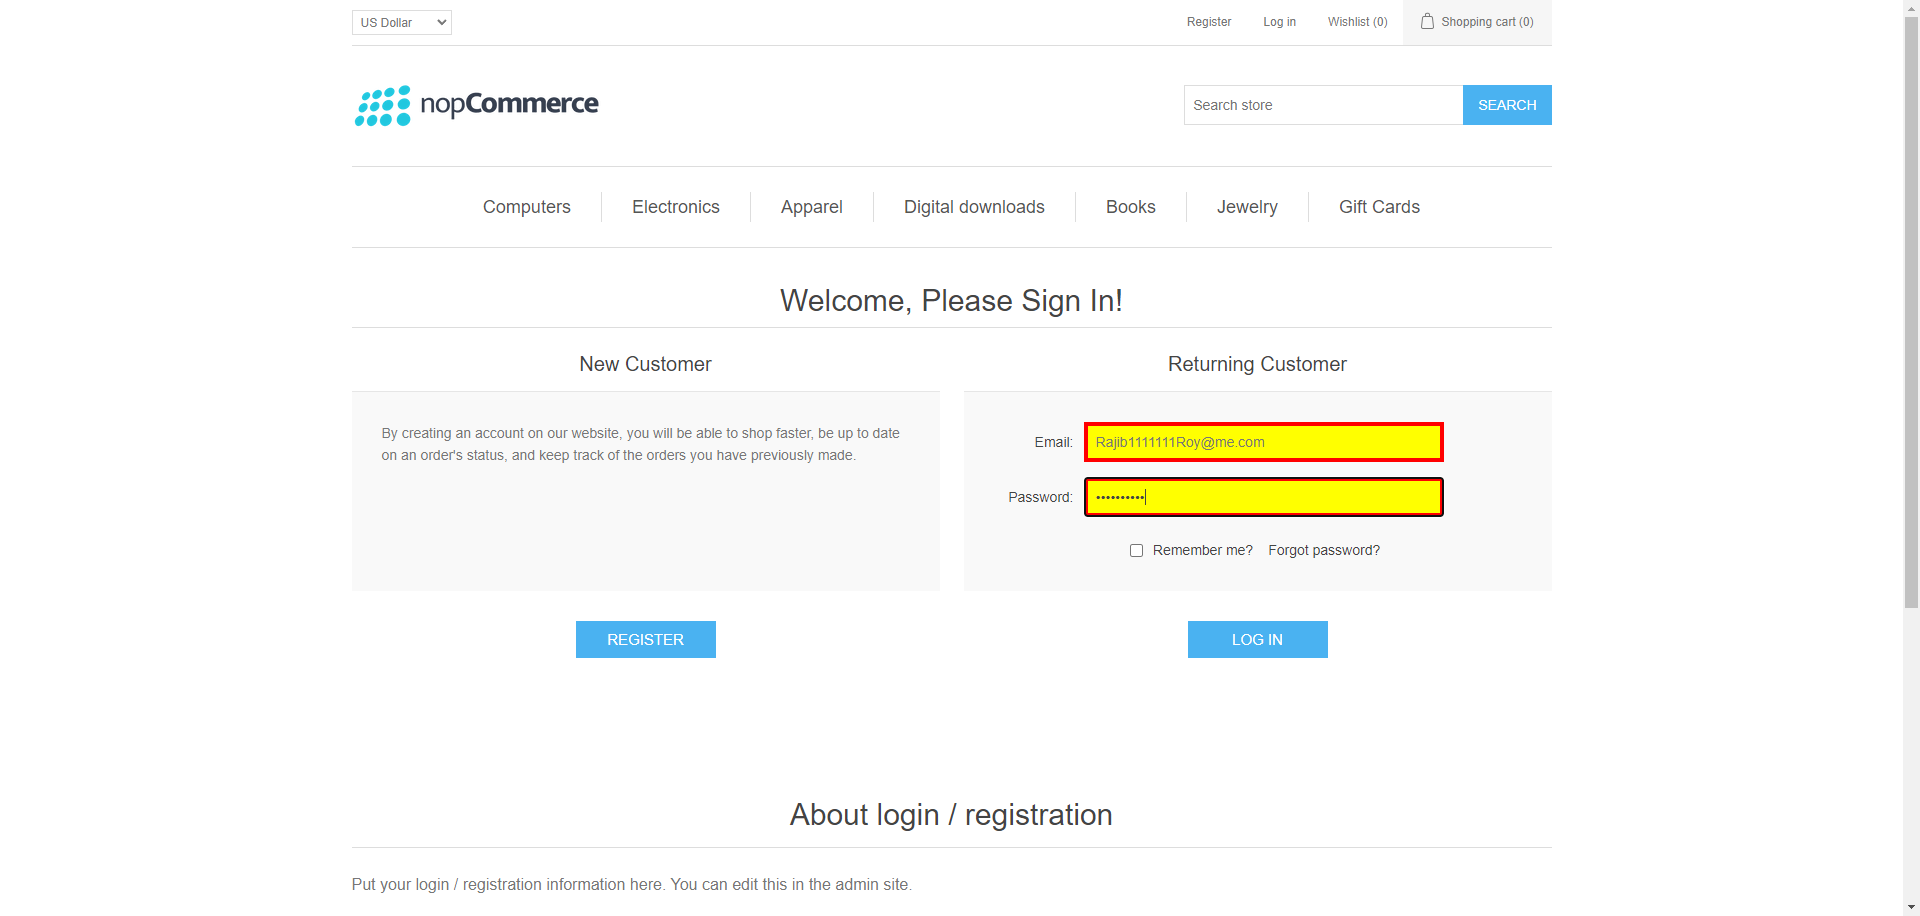 US Dollar
Register
Log in
Wishlist (0)
Shopping cart (0)
nopCommerce
Search store
SEARCH
Computers
Electronics
Apparel
Digital downloads
Books
Jewelry
Gift Cards
Welcome, Please Sign In!
New Customer
By creating an account on our website, you will be able to shop faster, be up to date
on an order's status, and keep track of the orders you have previously made.
REGISTER
Returning Customer
Email: Rajib1111111Roy@me.com
Password: ••••••••••
Remember me? Forgot password?
LOG IN
About login / registration
Put your login / registration information here. You can edit this in the admin site.